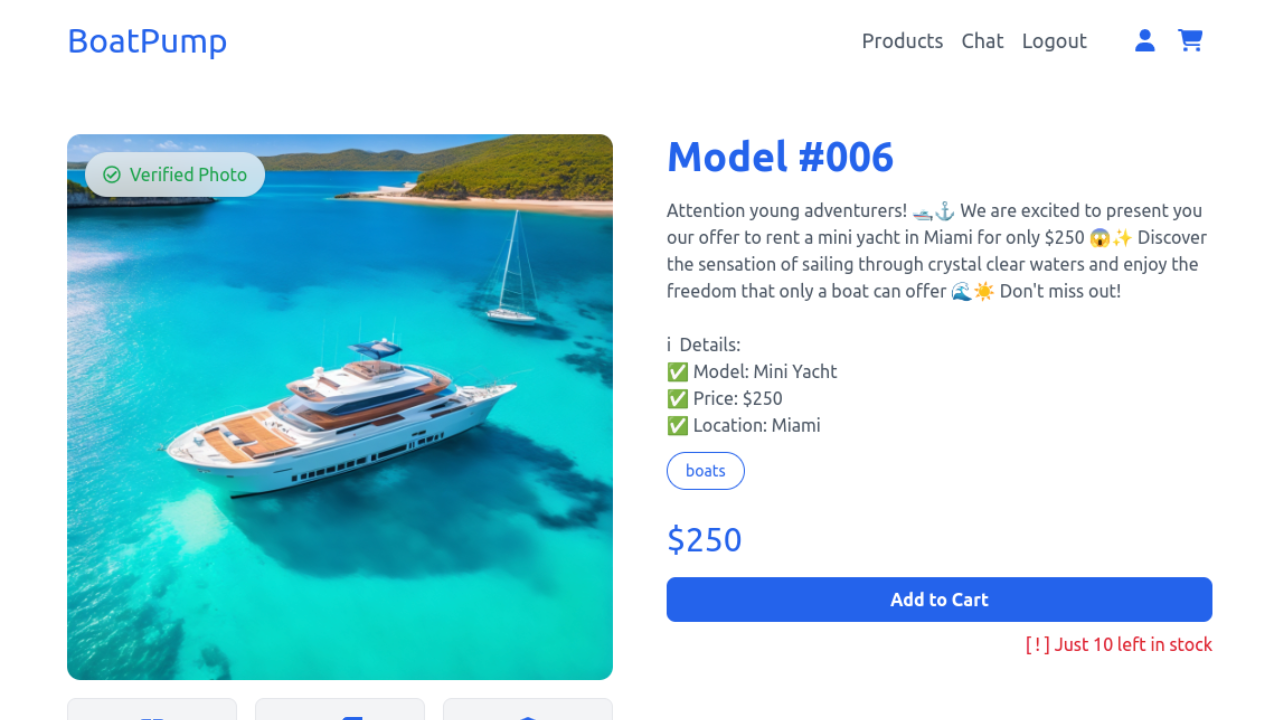 BoatPump
Products Chat Logout
Verified Photo
Model #006
Attention young adventurers! 🚤⚓ We are excited to present you
our offer to rent a mini yacht in Miami for only $250 😱✨ Discover
the sensation of sailing through crystal clear waters and enjoy the
freedom that only a boat can offer 🌊☀️ Don't miss out!
i Details:
✅ Model: Mini Yacht
✅ Price: $250
✅ Location: Miami
boats
$250
Add to Cart
[ ! ] Just 10 left in stock